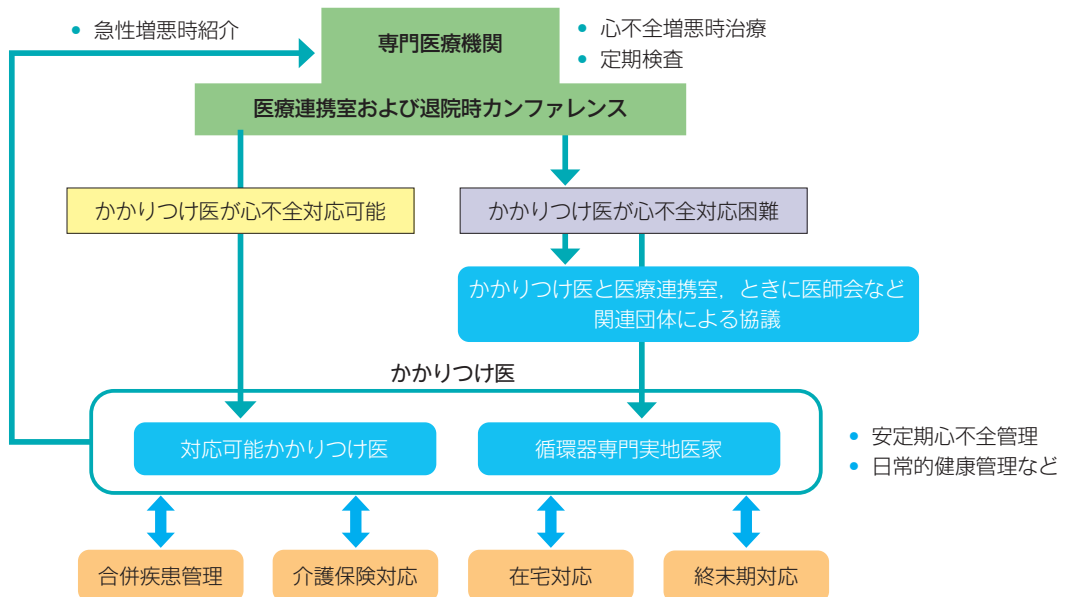 急性増悪時紹介
専門医療機関
心不全増悪時治療
定期検査
医療連携室および退院時カンファレンス
かかりつけ医が心不全対応可能
かかりつけ医が心不全対応困難
かかりつけ医と医療連携室，ときに医師会など
関連団体による協議
かかりつけ医
対応可能かかりつけ医
循環器専門実地医家
安定期心不全管理
日常的健康管理など
合併疾患管理
介護保険対応
在宅対応
終末期対応